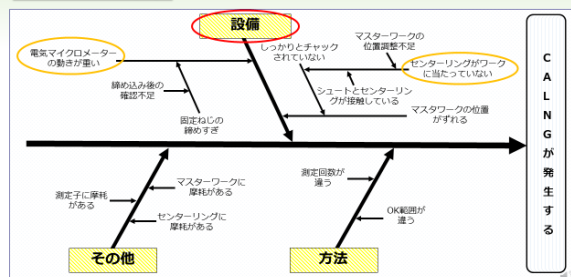 設備
電気マイクロメーター
の動きが重い
しっかりとチャック
されていない
マスターワークの
位置調整不足
センターリングがワーク
に当たっていない
締め込み後の
確認不足
シュートとセンターリン
グが接触している
固定ねじの
締めすぎ
マスタワークの位置
がずれる
CALNGが発生する
測定子に摩耗
がある
マスターワークに
摩耗がある
センターリングに
摩耗がある
測定回数が
違う
OK範囲が
違う
その他
方法